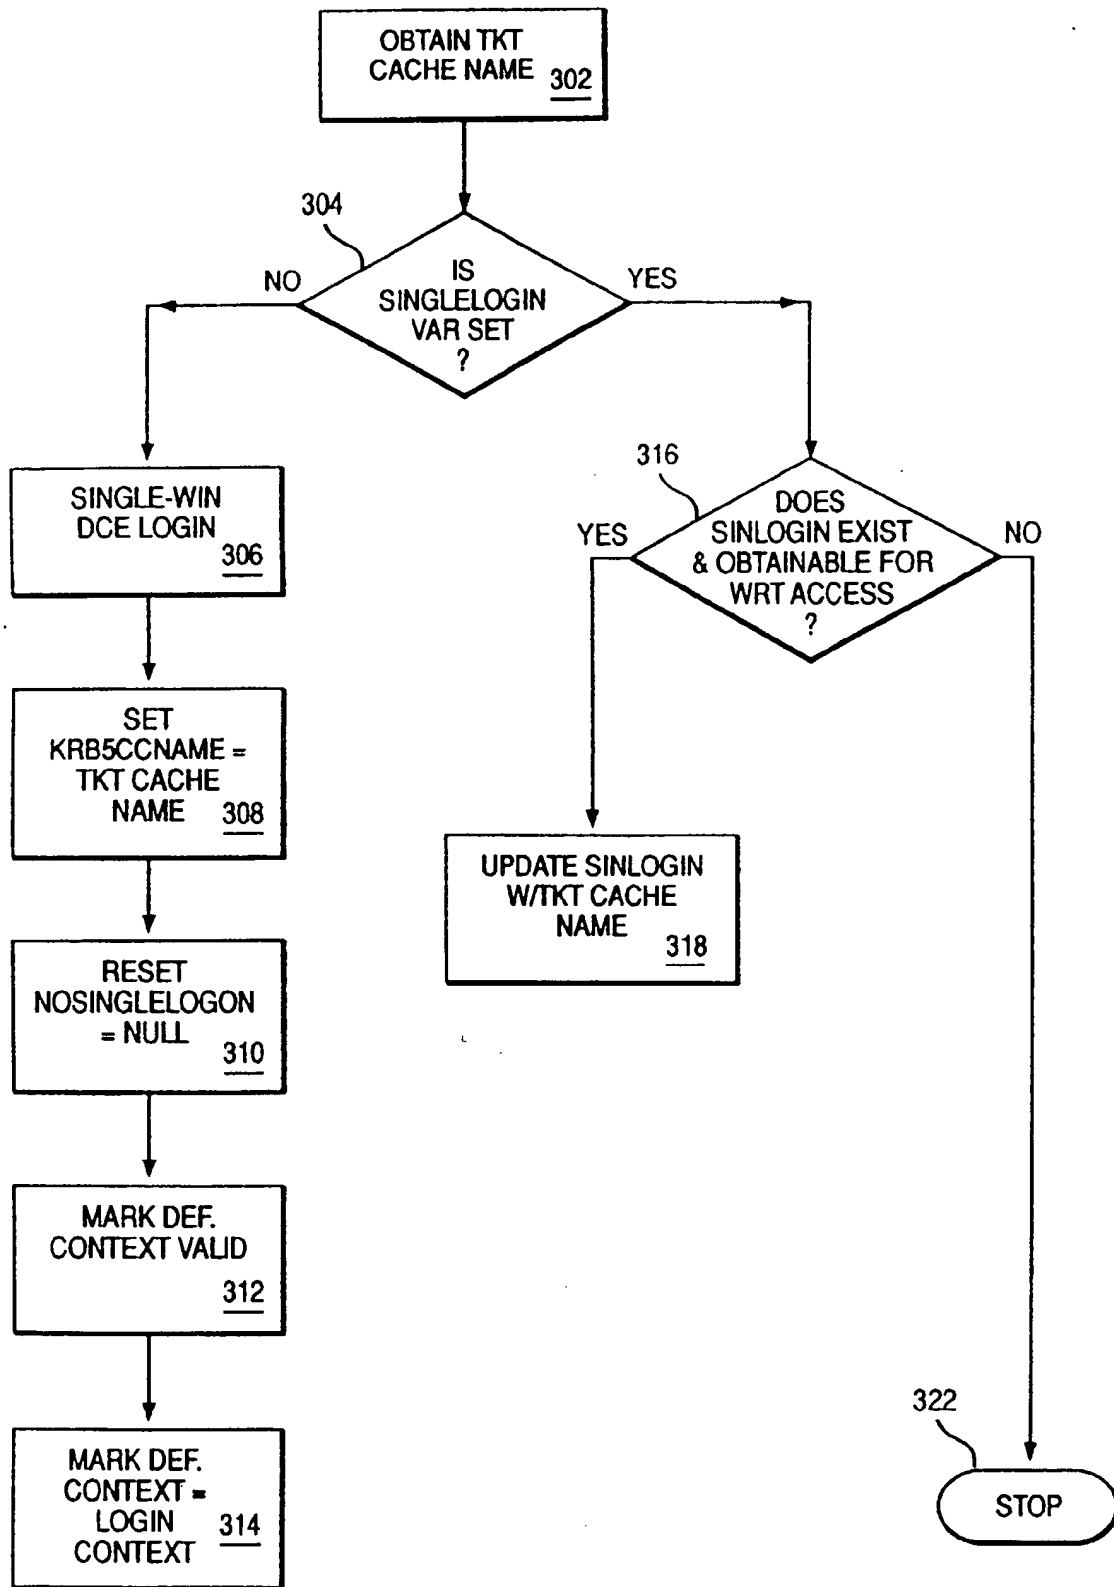 OBTAIN TKT
CACHE NAME
302
304
NO
IS
SINGLELOGIN
VAR SET
?
YES
SINGLE-WIN
DCE LOGIN
306
316
YES
DOES
SINLOGIN EXIST
& OBTAINABLE FOR
WRT ACCESS
?
NO
SET
KRB5CCNAME =
TKT CACHE
NAME
308
UPDATE SINLOGIN
W/TKT CACHE
NAME
318
RESET
NOSINGLELOGON
= NULL
310
MARK DEF.
CONTEXT VALID
312
MARK DEF.
CONTEXT =
LOGIN
CONTEXT
314
322
STOP